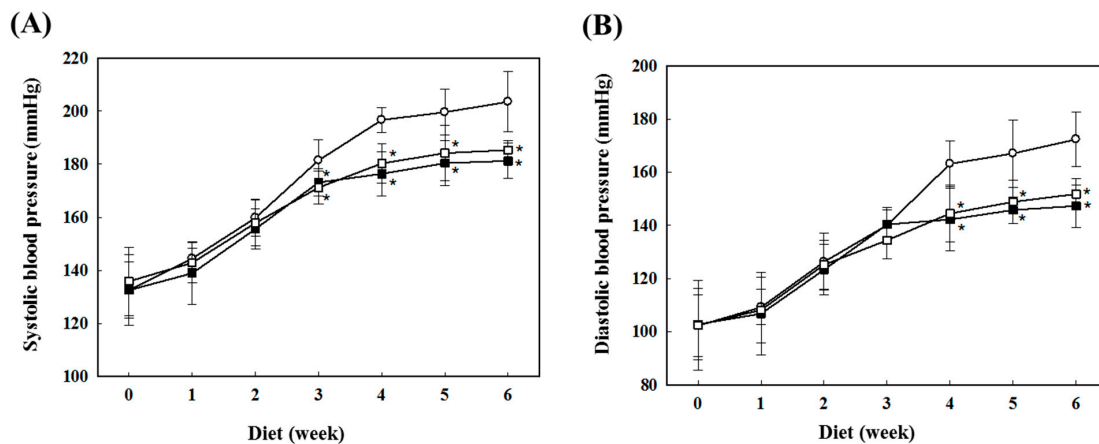 (A)
Systolic blood pressure (mmHg)
220
200
180
160
140
120
100
* * * *
* * * *
0 1 2 3 4 5 6
Diet (week)
(B)
Diastolic blood pressure (mmHg)
200
180
160
140
120
100
80
* * *
* * *
0 1 2 3 4 5 6
Diet (week)